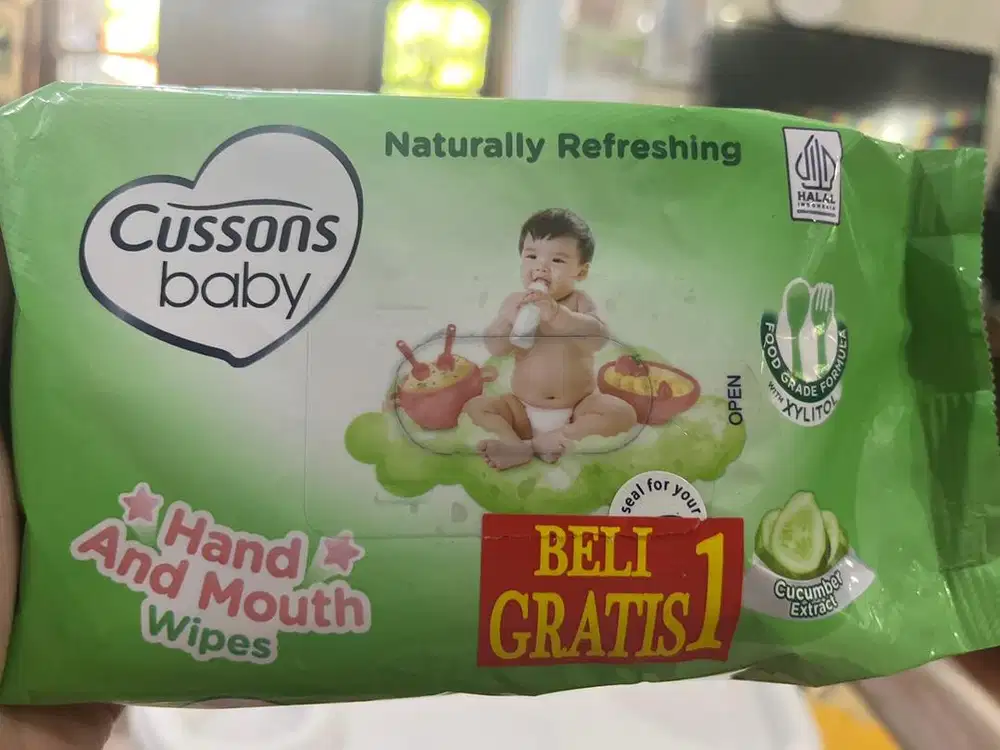 Naturally Refreshing
Cussons
baby
HALAL
INDONESIA
FOOD GRADE FORMULA
WITH XYLITOL
OPEN
seal for your
Hand
And Mouth
Wipes
BELI
GRATIS 1
Cucumber
Extract